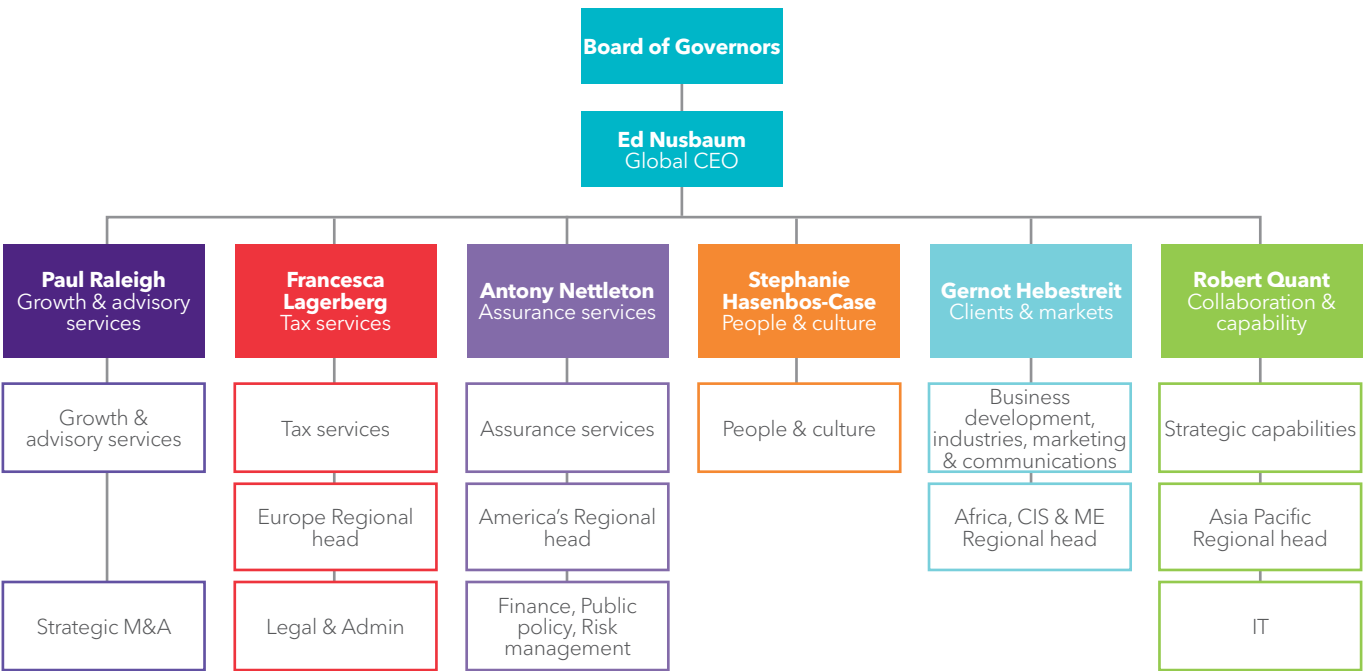 Board of Governors
Ed Nusbaum
Global CEO
Paul Raleigh
Growth & advisory
services
Francesca
Lagerberg
Tax services
Antony Nettleton
Assurance services
Stephanie
Hasenbos-Case
People & culture
Gernot Hebestreit
Clients & markets
Robert Quant
Collaboration &
capability
Growth &
advisory services
Tax services
Assurance services
People & culture
Business
development,
industries, marketing
& communications
Strategic capabilities
Europe Regional
head
America's Regional
head
Africa, CIS & ME
Regional head
Asia Pacific
Regional head
Strategic M&A
Legal & Admin
Finance, Public
policy, Risk
management
IT